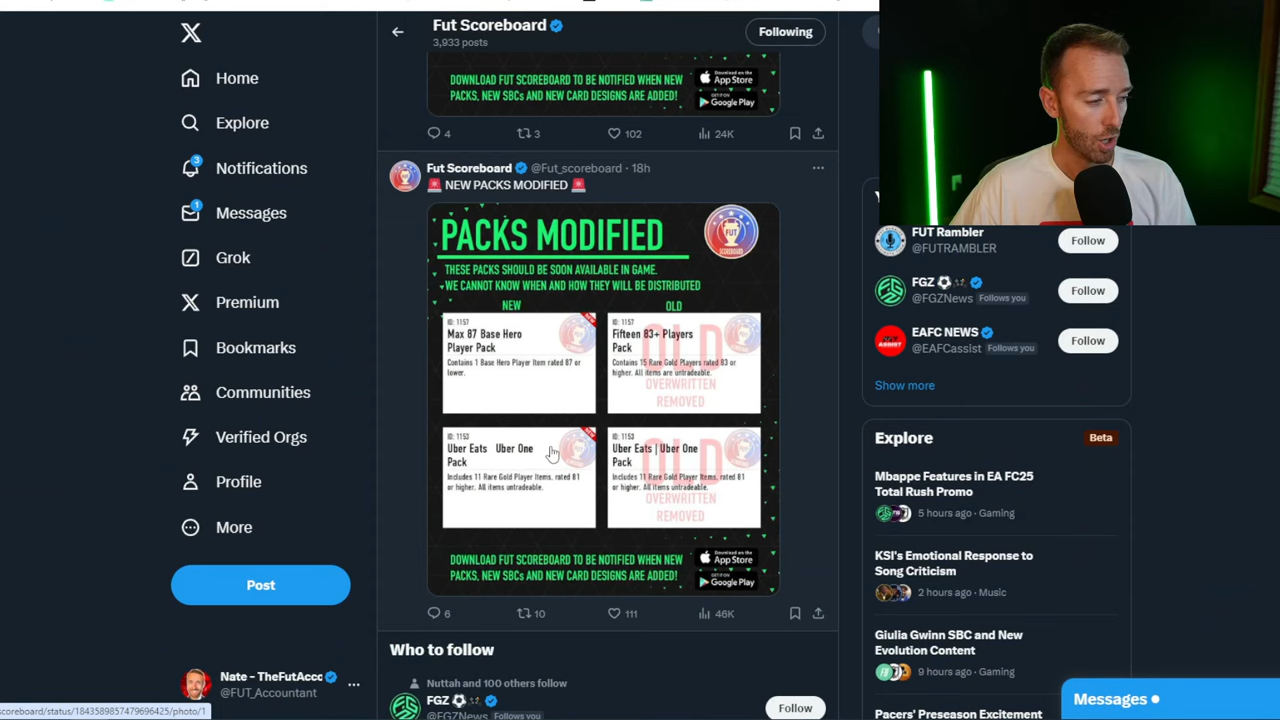 Fut Scoreboard
3,933 posts
Following
Home
Explore
3
Notifications
1
Messages
Grok
Premium
Bookmarks
Communities
Verified Orgs
Profile
More
Post
Nate - TheFutAccc
@FUT_Accountant
scoreboard/status/1843589857479696425/photo/1
DOWNLOAD FUT SCOREBOARD TO BE NOTIFIED WHEN NEW
PACKS, NEW SBCs AND NEW CARD DESIGNS ARE ADDED!
Download on the
App Store
GET IT ON
Google Play
4
3
102
24K
Fut Scoreboard @Fut_scoreboard · 18h
NEW PACKS MODIFIED
PACKS MODIFIED
FUT
SCOREBOARD
THESE PACKS SHOULD BE SOON AVAILABLE IN GAME.
WE CANNOT KNOW WHEN AND HOW THEY WILL BE DISTRIBUTED
NEW
OLD
ID: 1157
Max 87 Base Hero
Player Pack
Contains 1 Base Hero Player Item rated 87 or
lower.
ID: 1157
Fifteen 83+ Players
Pack
Contains 15 Rare Gold Players rated 83 or
higher. All items are untradeable.
OLD
OVERWRITTEN
REMOVED
ID: 1153
Uber Eats Uber One
Pack
Includes 11 Rare Gold Player Items, rated 81
or higher. All items untradeable.
ID: 1153
Uber Eats | Uber One
Pack
Includes 11 Rare Gold Player Items, rated 81
or higher. All items untradeable.
OLD
OVERWRITTEN
REMOVED
DOWNLOAD FUT SCOREBOARD TO BE NOTIFIED WHEN NEW
PACKS, NEW SBCs AND NEW CARD DESIGNS ARE ADDED!
Download on the
App Store
GET IT ON
Google Play
6
10
111
46K
Who to follow
Nuttah and 100 others follow
FGZ
@FGZNews Follows you
Follow
FUT Rambler
@FUTRAMBLER
Follow
FGZ
@FGZNews Follows you
Follow
EAFC NEWS
@EAFCassist Follows you
Follow
Show more
Explore
Beta
Mbappe Features in EA FC25
Total Rush Promo
5 hours ago · Gaming
KSI's Emotional Response to
Song Criticism
2 hours ago · Music
Giulia Gwinn SBC and New
Evolution Content
9 hours ago · Gaming
Pacers' Preseason Excitement
Messages